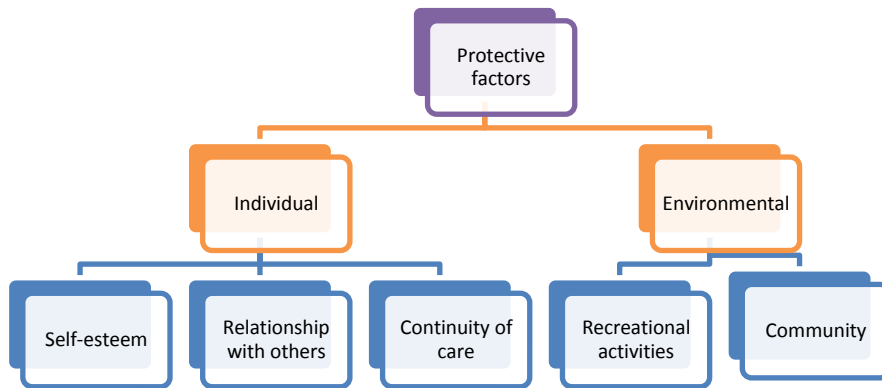 Protective
factors
Individual
Environmental
Self-esteem
Relationship
with others
Continuity of
care
Recreational
activities
Community